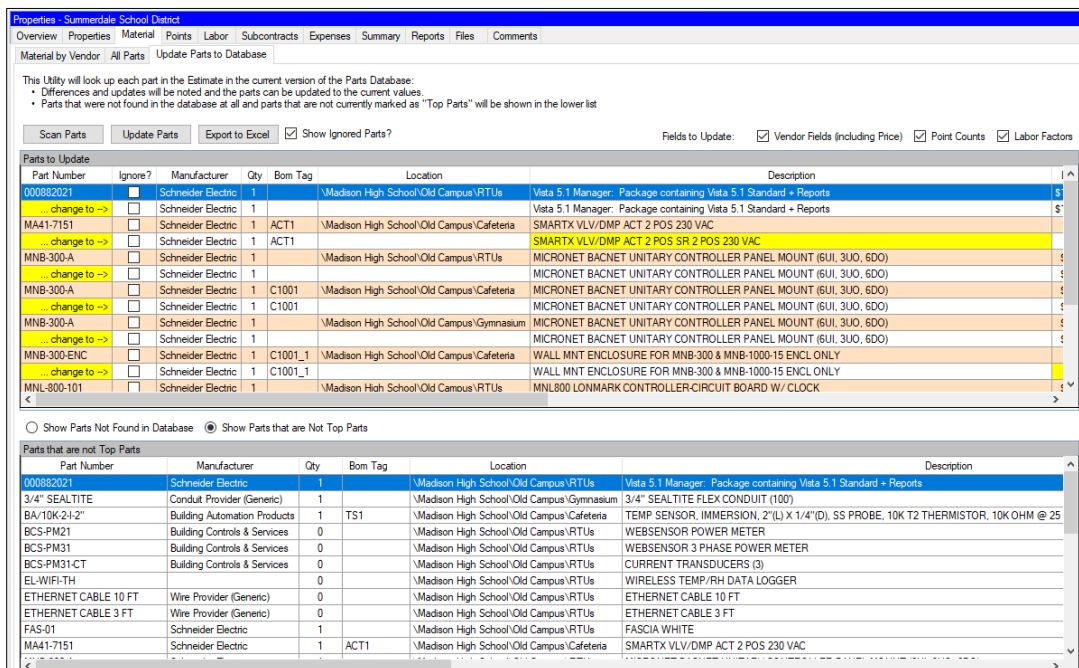 Properties - Summerdale School District
Overview Properties Material Points Labor Subcontracts Expenses Summary Reports Files Comments
Material by Vendor All Parts Update Parts to Database
This Utility will look up each part in the Estimate in the current version of the Parts Database:
• Differences and updates will be noted and the parts can be updated to the current values.
• Parts that were not found in the database at all and parts that are not currently marked as "Top Parts" will be shown in the lower list
Scan Parts Update Parts Export to Excel Show Ignored Parts? Fields to Update: Vendor Fields (including Price) Point Counts Labor Factors
Parts to Update
Part Number Ignore? Manufacturer Qty Bom Tag Location Description
000882021 Schneider Electric 1 \Madison High School\Old Campus\RTUs Vista 5.1 Manager: Package containing Vista 5.1 Standard + Reports
... change to --> Schneider Electric 1 Vista 5.1 Manager: Package containing Vista 5.1 Standard + Reports
MA41-7151 Schneider Electric 1 ACT1 \Madison High School\Old Campus\Cafeteria SMARTX VLV/DMP ACT 2 POS 230 VAC
... change to --> Schneider Electric 1 ACT1 SMARTX VLV/DMP ACT 2 POS SR 2 POS 230 VAC
MNB-300-A Schneider Electric 1 \Madison High School\Old Campus\RTUs MICRONET BACNET UNITARY CONTROLLER PANEL MOUNT (6UI, 3UO, 6DO)
... change to --> Schneider Electric 1 MICRONET BACNET UNITARY CONTROLLER PANEL MOUNT (6UI, 3UO, 6DO)
MNB-300-A Schneider Electric 1 C1001 \Madison High School\Old Campus\Cafeteria MICRONET BACNET UNITARY CONTROLLER PANEL MOUNT (6UI, 3UO, 6DO)
... change to --> Schneider Electric 1 C1001 MICRONET BACNET UNITARY CONTROLLER PANEL MOUNT (6UI, 3UO, 6DO)
MNB-300-A Schneider Electric 1 \Madison High School\Old Campus\Gymnasium MICRONET BACNET UNITARY CONTROLLER PANEL MOUNT (6UI, 3UO, 6DO)
... change to --> Schneider Electric 1 MICRONET BACNET UNITARY CONTROLLER PANEL MOUNT (6UI, 3UO, 6DO)
MNB-300-ENC Schneider Electric 1 C1001_1 \Madison High School\Old Campus\Cafeteria WALL MNT ENCLOSURE FOR MNB-300 & MNB-1000-15 ENCL ONLY
... change to --> Schneider Electric 1 C1001_1 WALL MNT ENCLOSURE FOR MNB-300 & MNB-1000-15 ENCL ONLY
MNL-800-101 Schneider Electric 1 \Madison High School\Old Campus\RTUs MNL800 LONMARK CONTROLLER-CIRCUIT BOARD W/ CLOCK
Show Parts Not Found in Database Show Parts that are Not Top Parts
Parts that are not Top Parts
Part Number Manufacturer Qty Bom Tag Location Description
000882021 Schneider Electric 1 \Madison High School\Old Campus\RTUs Vista 5.1 Manager: Package containing Vista 5.1 Standard + Reports
3/4" SEALTITE Conduit Provider (Generic) 1 \Madison High School\Old Campus\Gymnasium 3/4" SEALTITE FLEX CONDUIT (100')
BA/10K-2-I-2" Building Automation Products 1 TS1 \Madison High School\Old Campus\Cafeteria TEMP SENSOR, IMMERSION, 2"(L) X 1/4"(D), SS PROBE, 10K T2 THERMISTOR, 10K OHM @ 25
BCS-PM21 Building Controls & Services 0 \Madison High School\Old Campus\RTUs WEBSENSOR POWER METER
BCS-PM31 Building Controls & Services 0 \Madison High School\Old Campus\RTUs WEBSENSOR 3 PHASE POWER METER
BCS-PM31-CT Building Controls & Services 0 \Madison High School\Old Campus\RTUs CURRENT TRANSDUCERS (3)
EL-WIFI-TH 0 \Madison High School\Old Campus\RTUs WIRELESS TEMP/RH DATA LOGGER
ETHERNET CABLE 10 FT Wire Provider (Generic) 0 \Madison High School\Old Campus\RTUs ETHERNET CABLE 10 FT
ETHERNET CABLE 3 FT Wire Provider (Generic) 0 \Madison High School\Old Campus\RTUs ETHERNET CABLE 3 FT
FAS-01 Schneider Electric 1 \Madison High School\Old Campus\RTUs FASCIA WHITE
MA41-7151 Schneider Electric 1 ACT1 \Madison High School\Old Campus\Cafeteria SMARTX VLV/DMP ACT 2 POS 230 VAC